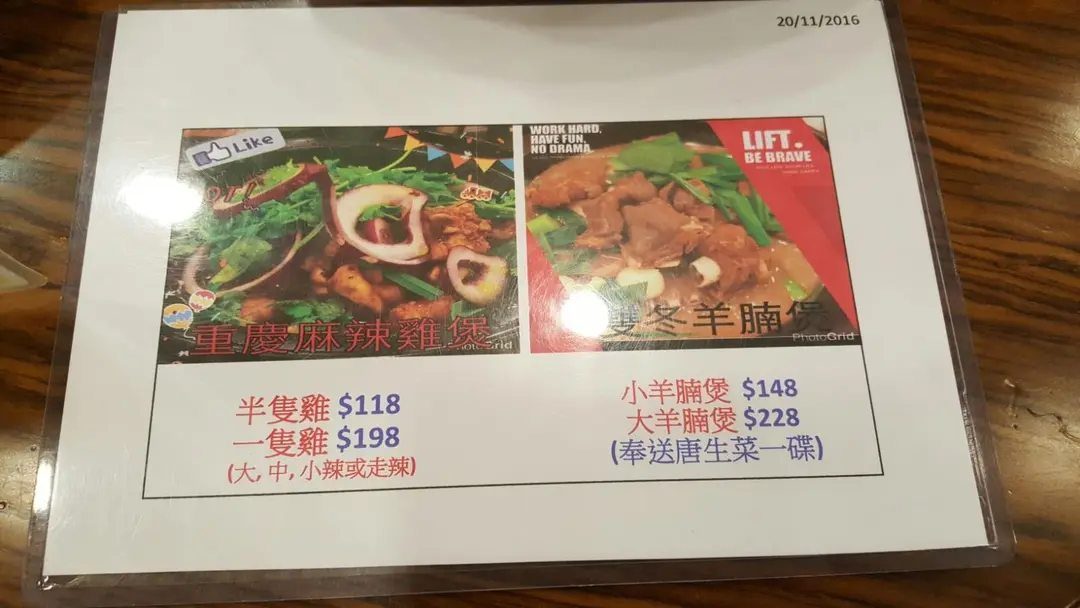 20/11/2016
Like
重慶麻辣雞煲
PhotoGrid
WORK HARD,
HAVE FUN,
NO DRAMA
LIFT.
BE BRAVE
雙冬羊腩煲
PhotoGrid
半隻雞 $118
一隻雞 $198
(大, 中, 小辣或走辣)
小羊腩煲 $148
大羊腩煲 $228
(奉送唐生菜一碟)